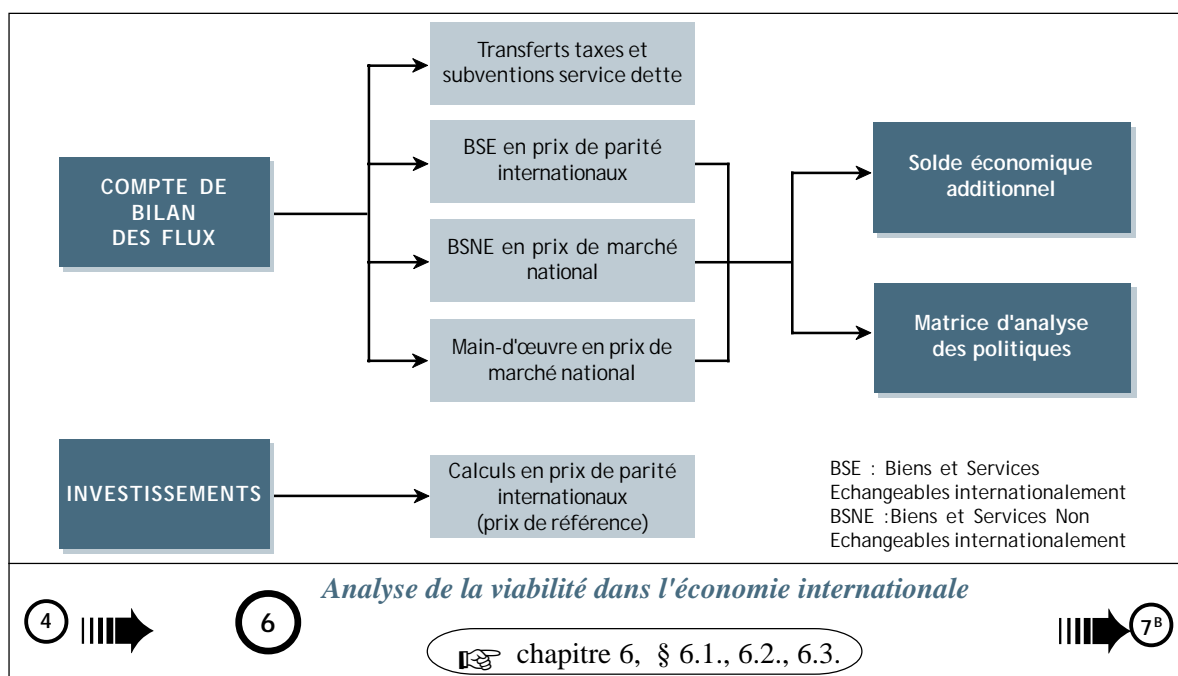 Transferts taxes et
subventions service dette
COMPTE DE
BILAN
DES FLUX
BSE en prix de parité
internationaux
BSNE en prix de marché
national
Main-d'œuvre en prix de
marché national
Solde économique
additionnel
Matrice d'analyse
des politiques
INVESTISSEMENTS
Calculs en prix de parité
internationaux
(prix de référence)
BSE : Biens et Services
Echangeables internationalement
BSNE :Biens et Services Non
Echangeables internationalement
Analyse de la viabilité dans l'économie internationale
4
6
7B
chapitre 6, § 6.1., 6.2., 6.3.